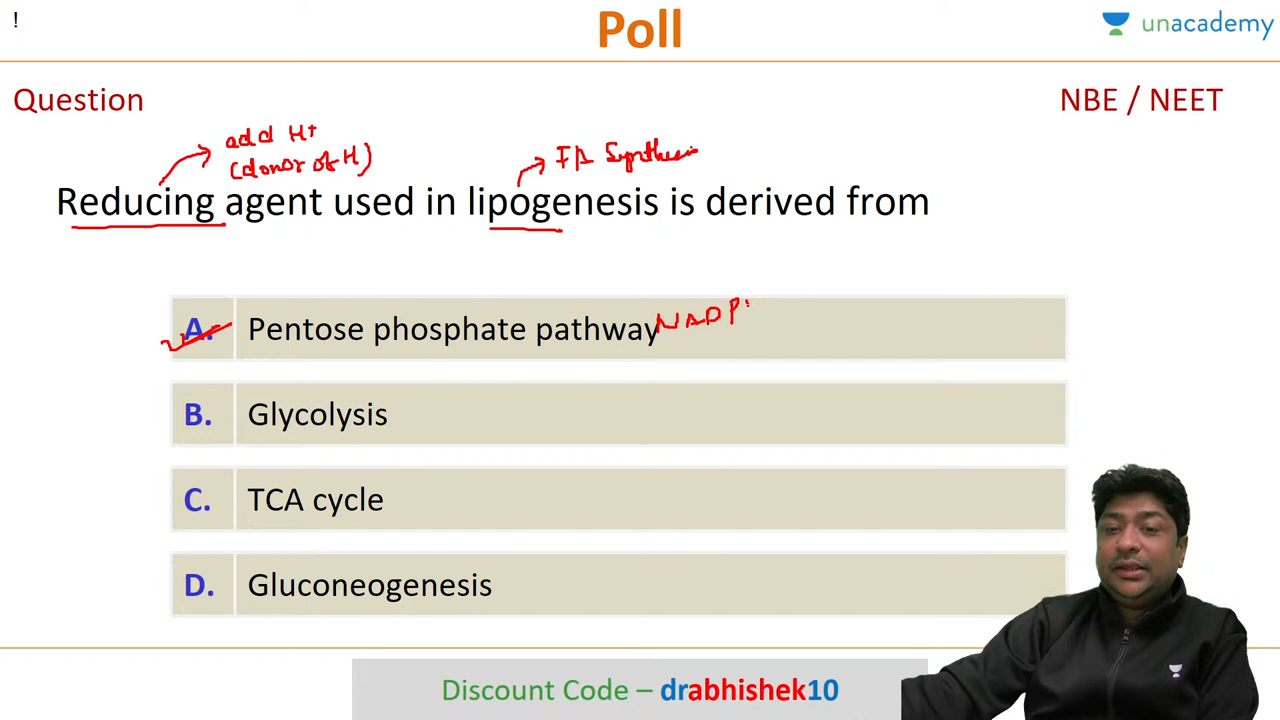 !
Poll
unacademy
Question
NBE / NEET
add H+
(donor of H)
FA Synthesis
Reducing agent used in lipogenesis is derived from
A. Pentose phosphate pathway NADP
B. Glycolysis
C. TCA cycle
D. Gluconeogenesis
Discount Code – drabhishek10